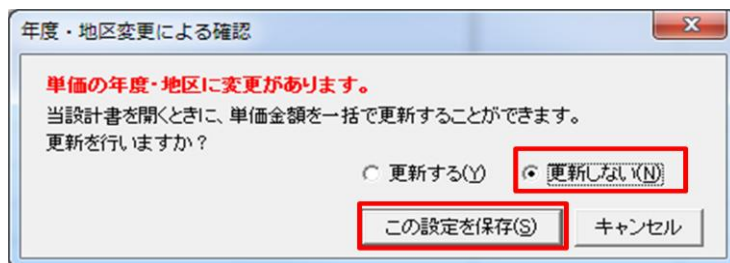 年度・地区変更による確認
単価の年度・地区に変更があります。
当設計書を開くときに、単価金額を一括で更新することができます。
更新を行いますか？
更新する(Y) 更新しない(N)
この設定を保存(S) キャンセル